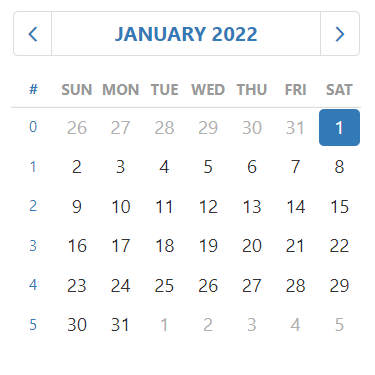 JANUARY 2022
# SUN MON TUE WED THU FRI SAT
0 26 27 28 29 30 31 1
1 2 3 4 5 6 7 8
2 9 10 11 12 13 14 15
3 16 17 18 19 20 21 22
4 23 24 25 26 27 28 29
5 30 31 1 2 3 4 5